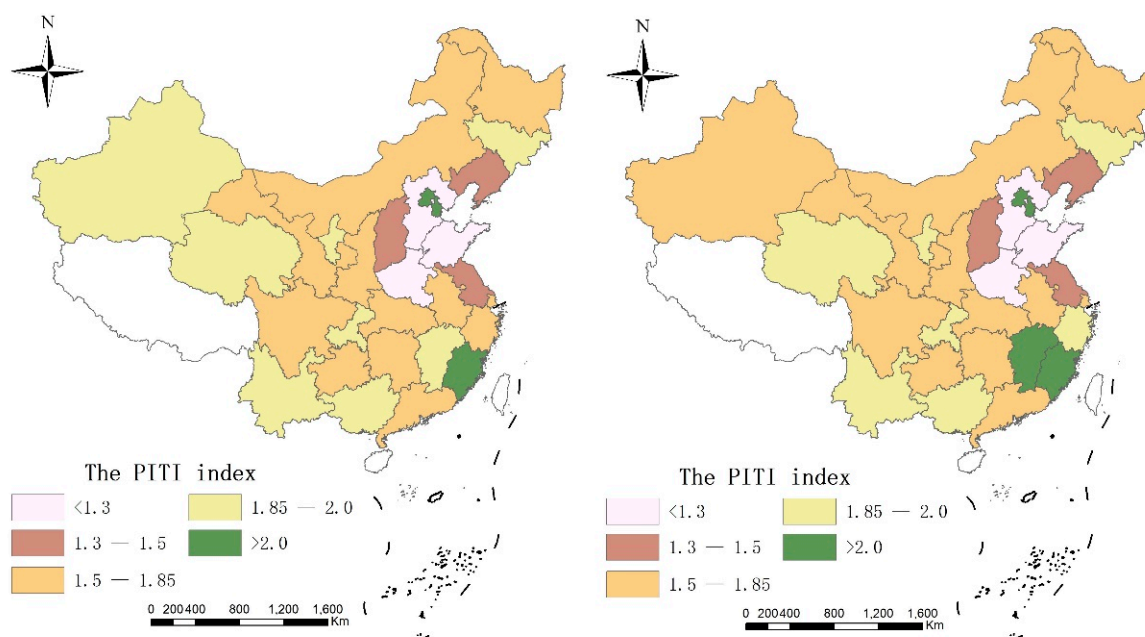 N
The PITI index
<1.3
1.85 — 2.0
1.3 — 1.5
>2.0
1.5 — 1.85
0 200400 800 1,200 1,600
Km
N
The PITI index
<1.3
1.85 — 2.0
1.3 — 1.5
>2.0
1.5 — 1.85
0 200400 800 1,200 1,600
Km